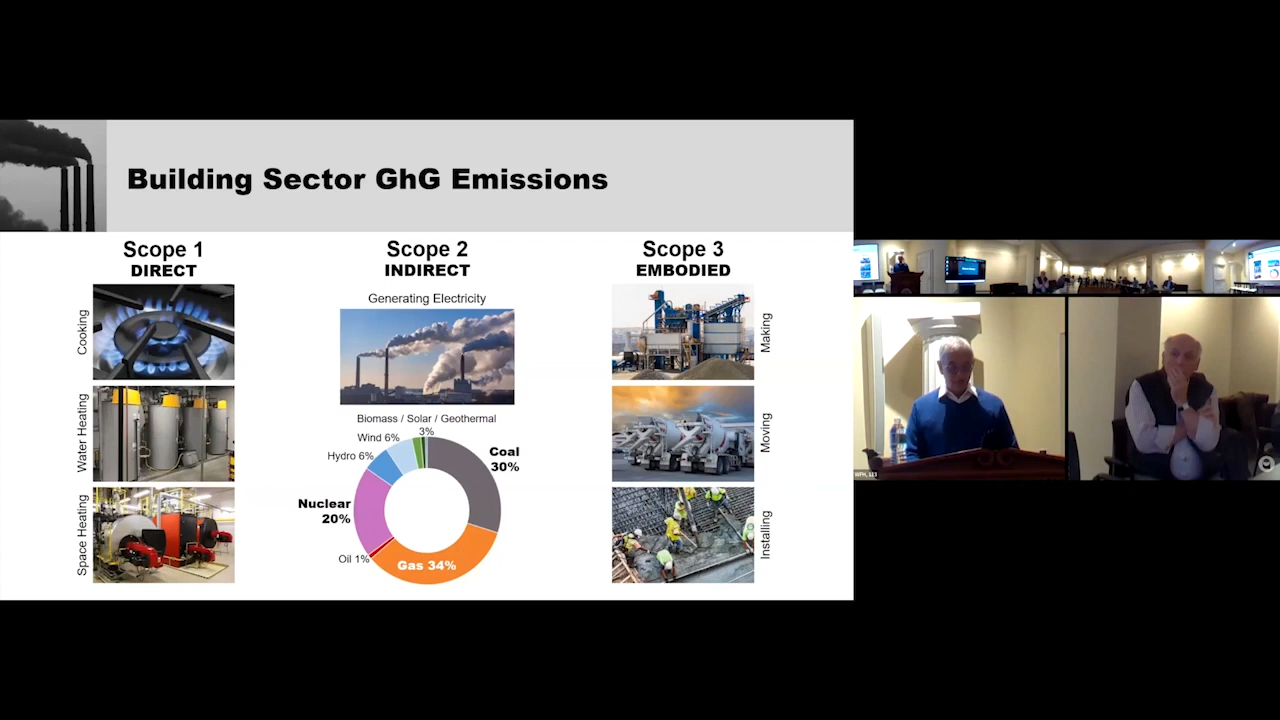 Building Sector GhG Emissions
Scope 1
DIRECT
Cooking
Water Heating
Space Heating
Scope 2
INDIRECT
Generating Electricity
Biomass / Solar / Geothermal
3%
Wind 6%
Hydro 6%
Coal
30%
Nuclear
20%
Oil 1%
Gas 34%
Scope 3
EMBODIED
Making
Moving
Installing